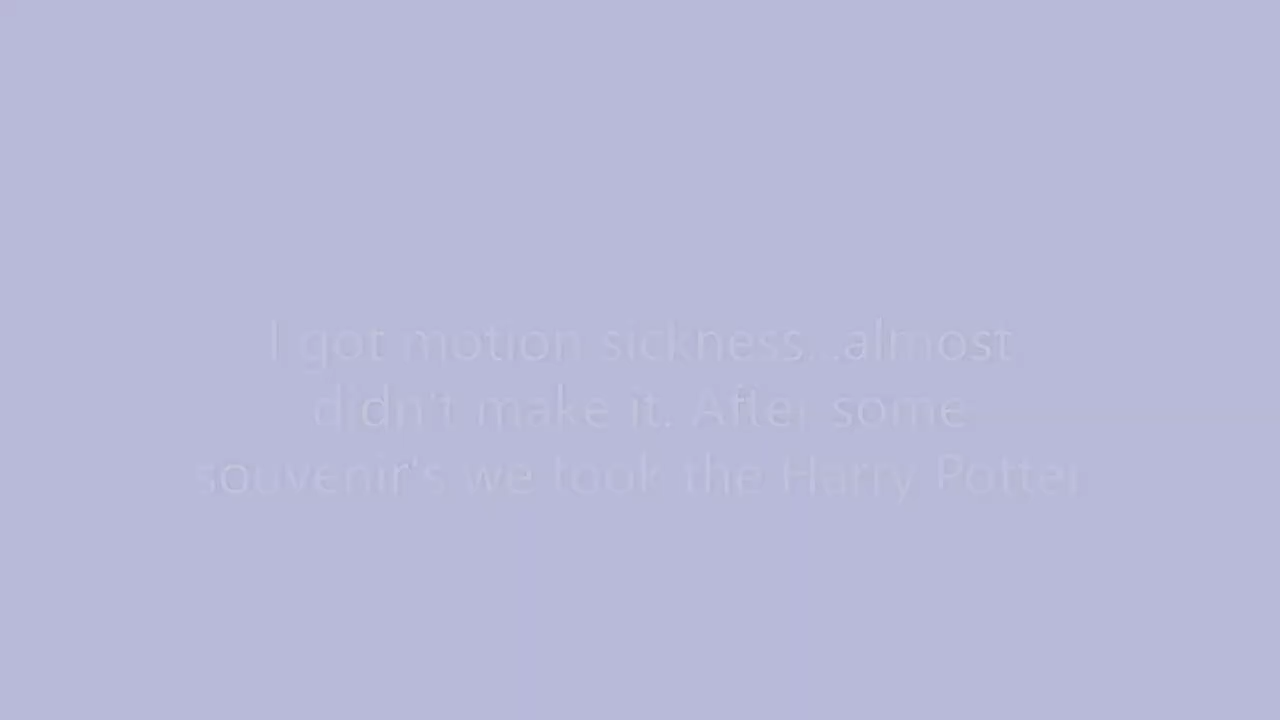 I got motion sickness...almost
didn't make it. After some
souvenir's we took the Harry Potter